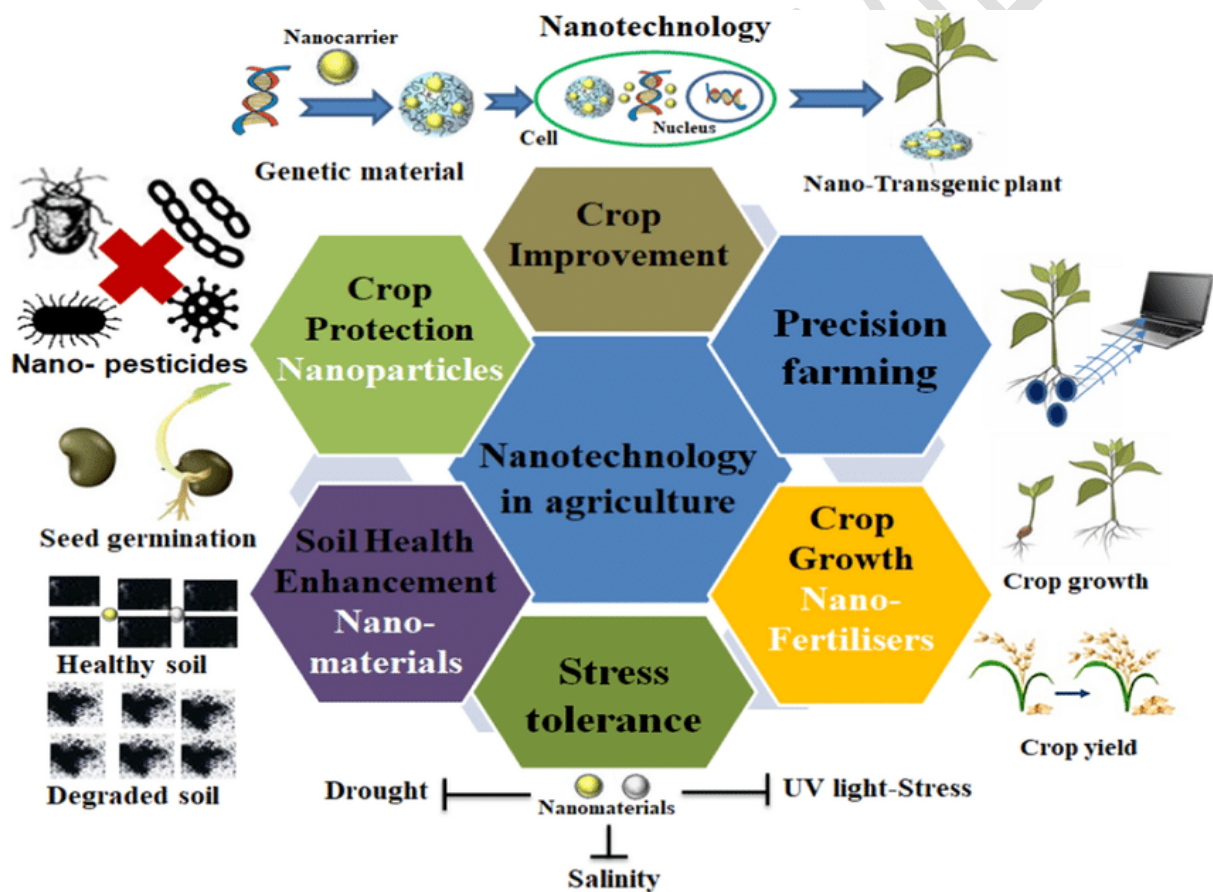 Nanotechnology
Nanocarrier
Cell
Nucleus
Genetic material
Nano-Transgenic plant
Crop
Improvement
Crop
Protection
Nanoparticles
Nano- pesticides
Precision
farming
Nanotechnology
in agriculture
Seed germination
Soil Health
Enhancement
Nano-
materials
Crop
Growth
Nano-
Fertilisers
Crop growth
Healthy soil
Stress
tolerance
Crop yield
Degraded soil
Drought
Nanomaterials
UV light-Stress
Salinity